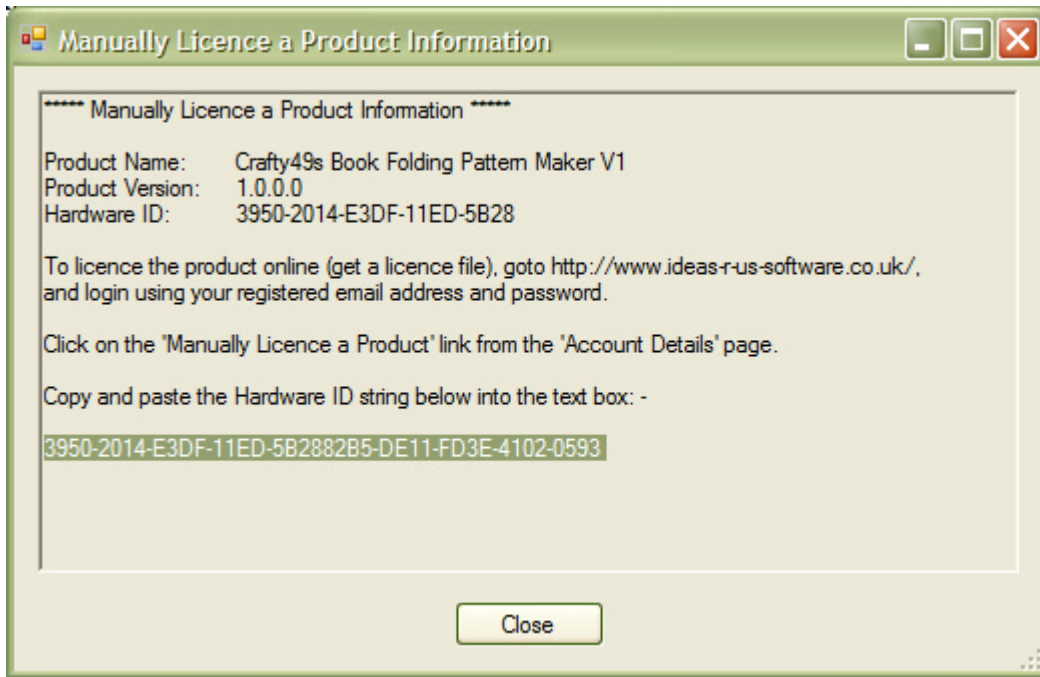 Manually Licence a Product Information
***** Manually Licence a Product Information *****
Product Name: Crafty49s Book Folding Pattern Maker V1
Product Version: 1.0.0.0
Hardware ID: 3950-2014-E3DF-11ED-5B28
To licence the product online (get a licence file), goto http://www.ideas-r-us-software.co.uk/,
and login using your registered email address and password.
Click on the 'Manually Licence a Product' link from the 'Account Details' page.
Copy and paste the Hardware ID string below into the text box: -
3950-2014-E3DF-11ED-5B2882B5-DE11-FD3E-4102-0593
Close